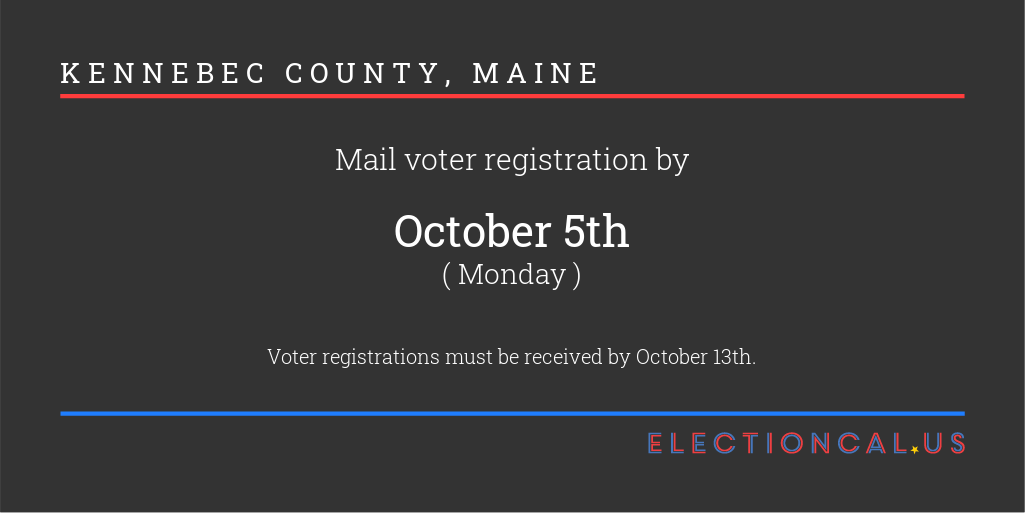 KENNEBEC COUNTY, MAINE
Mail voter registration by
October 5th
( Monday )
Voter registrations must be received by October 13th.
ELECTIONCAL.US